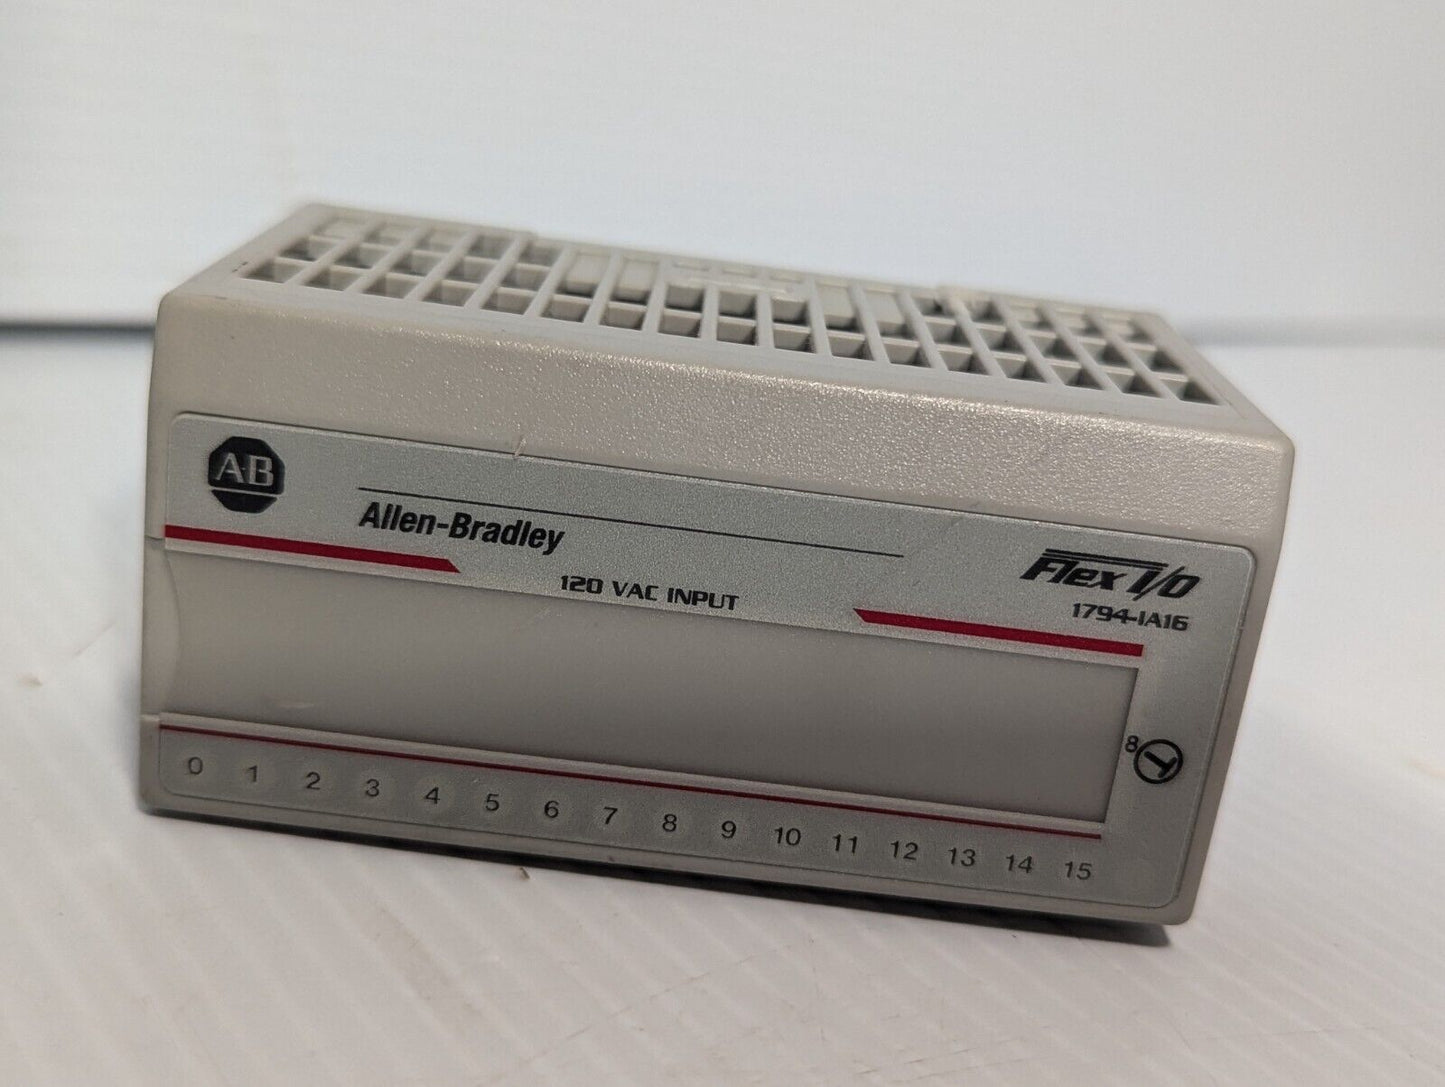 AB
Allen-Bradley
Flex I/O
120 VAC INPUT
1794-IA16
8
0 1 2 3 4 5 6 7 8 9 10 11 12 13 14 15